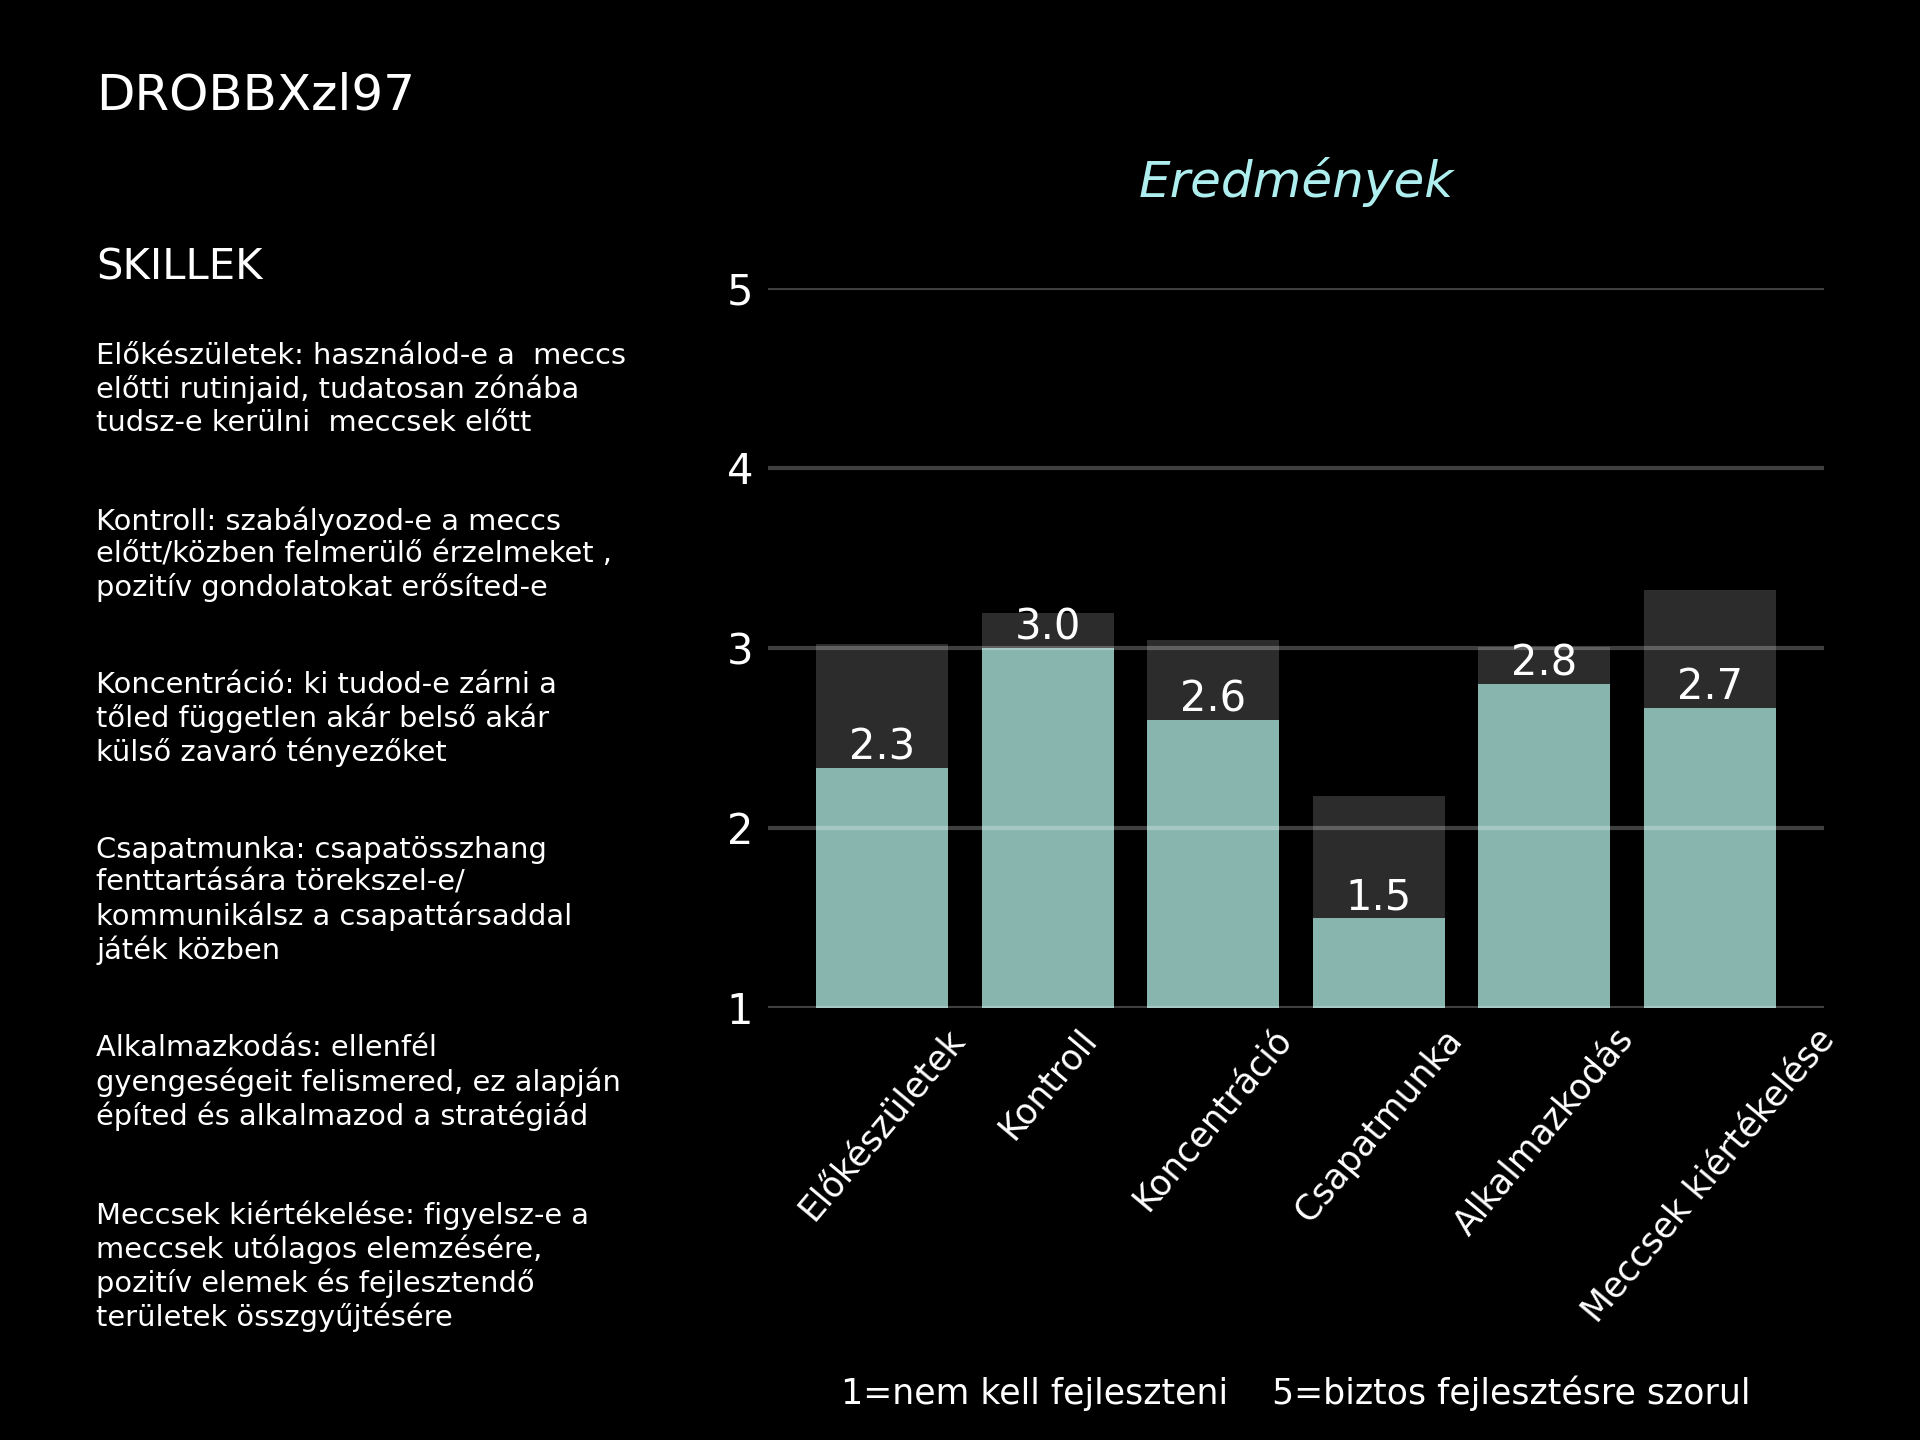 DROBBXzl97
Eredmények
SKILLEK
Előkészületek: használod-e a  meccs
előtti rutinjaid, tudatosan zónába
tudsz-e kerülni  meccsek előtt
Kontroll: szabályozod-e a meccs
előtt/közben felmerülő érzelmeket ,
pozitív gondolatokat erősíted-e
Koncentráció: ki tudod-e zárni a
tőled független akár belső akár
külső zavaró tényezőket
Csapatmunka: csapatösszhang
fenttartására törekszel-e/
kommunikálsz a csapattársaddal
játék közben
Alkalmazkodás: ellenfél
gyengeségeit felismered, ez alapján
építed és alkalmazod a stratégiád
Meccsek kiértékelése: figyelsz-e a
meccsek utólagos elemzésére,
pozitív elemek és fejlesztendő
területek összgyűjtésére
5
4
3
2
1
2.3
3.0
2.6
1.5
2.8
2.7
Előkészületek
Kontroll
Koncentráció
Csapatmunka
Alkalmazkodás
Meccsek kiértékelése
1=nem kell fejleszteni    5=biztos fejlesztésre szorul